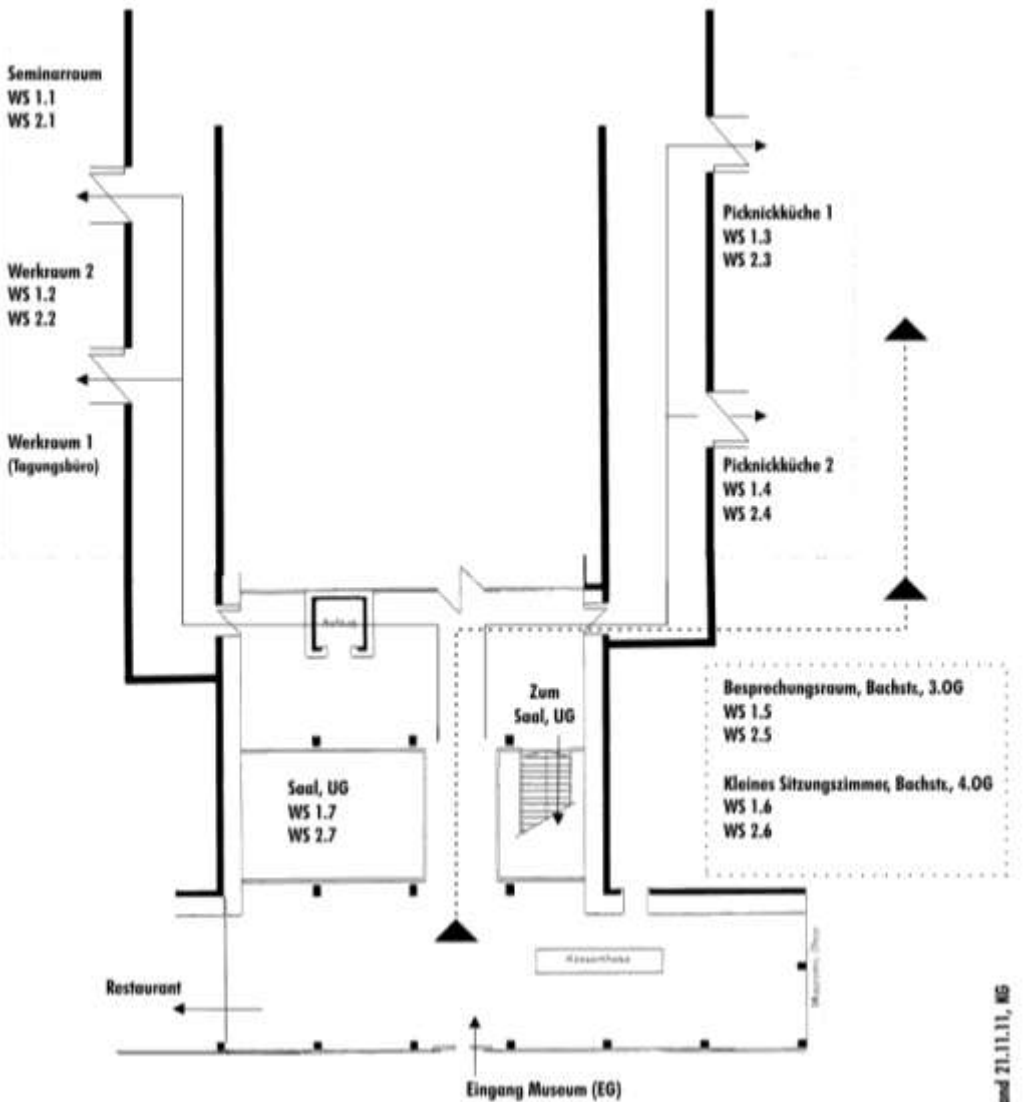 Seminarraum
WS 1.1
WS 2.1
Werkraum 2
WS 1.2
WS 2.2
Werkraum 1
(Tagungsbüro)
Picknickküche 1
WS 1.3
WS 2.3
Picknickküche 2
WS 1.4
WS 2.4
Aufzug
Zum
Saal, UG
Saal, UG
WS 1.7
WS 2.7
Besprechungsraum, Bachstr., 3.OG
WS 1.5
WS 2.5
Kleines Sitzungszimmer, Bachstr., 4.OG
WS 1.6
WS 2.6
Restaurant
Eingang Museum (EG)
21.11.11, KG